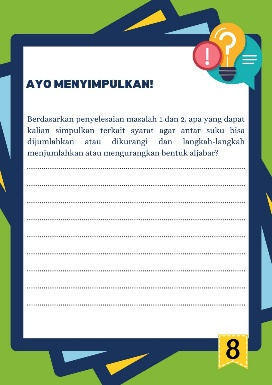 AYO MENYIMPULKAN!
Berdasarkan penyelesaian masalah 1 dan 2, apa yang dapat
kalian simpulkan terkait syarat agar antar suku bisa
dijumlahkan atau dikurangi dan langkah-langkah
menjumlahkan atau mengurangkan bentuk aljabar?
8